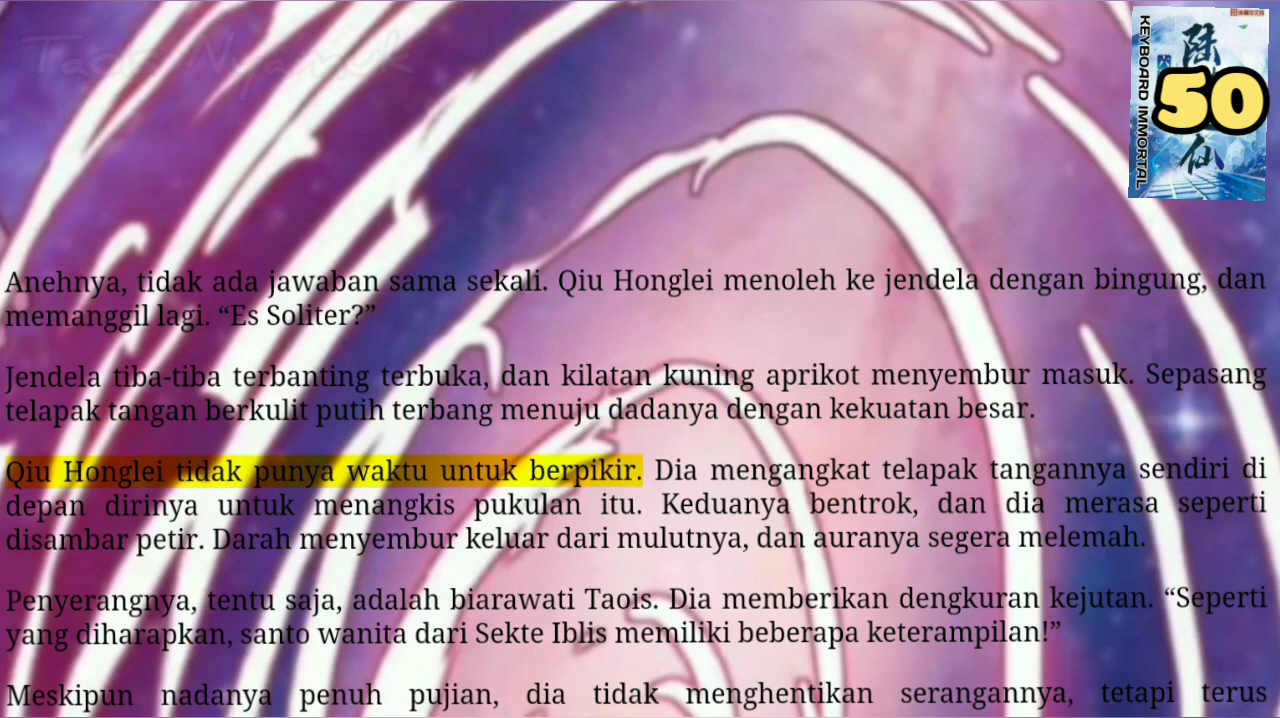 陸
仙
50
KEYBOARD IMMORTAL
Anehnya, tidak ada jawaban sama sekali. Qiu Honglei menoleh ke jendela dengan bingung, dan
memanggil lagi. “Es Soliter?”
Jendela tiba-tiba terbanting terbuka, dan kilatan kuning aprikot menyembur masuk. Sepasang
telapak tangan berkulit putih terbang menuju dadanya dengan kekuatan besar.
Qiu Honglei tidak punya waktu untuk berpikir. Dia mengangkat telapak tangannya sendiri di
depan dirinya untuk menangkis pukulan itu. Keduanya bentrok, dan dia merasa seperti
disambar petir. Darah menyembur keluar dari mulutnya, dan auranya segera melemah.
Penyerangnya, tentu saja, adalah biarawati Taois. Dia memberikan dengkuran kejutan. “Seperti
yang diharapkan, santo wanita dari Sekte Iblis memiliki beberapa keterampilan!”
Meskipun nadanya penuh pujian, dia tidak menghentikan serangannya, tetapi terus